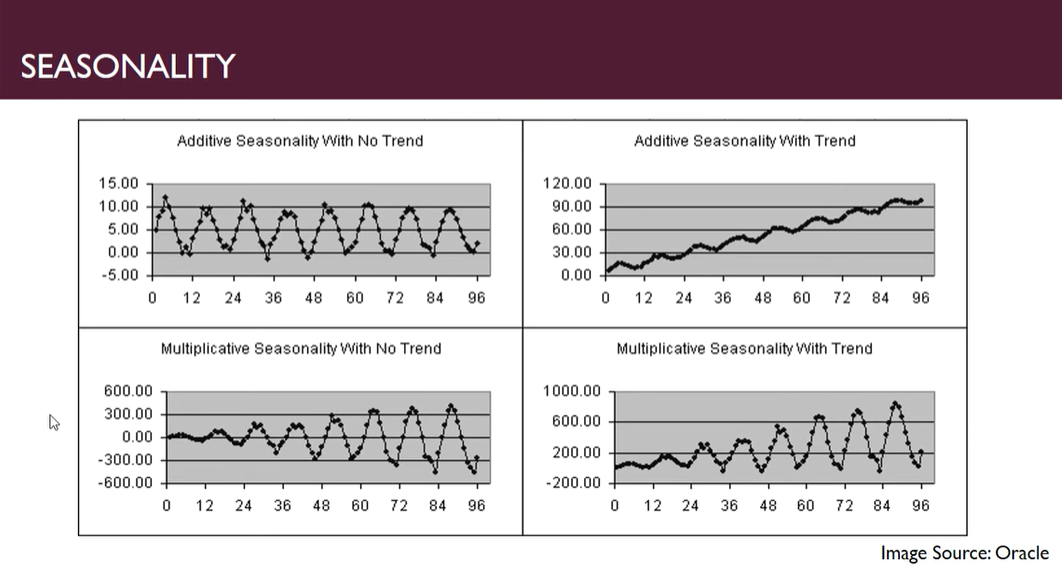 SEASONALITY
Additive Seasonality With No Trend
15.00
10.00
5.00
0.00
-5.00
0 12 24 36 48 60 72 84 96
Additive Seasonality With Trend
120.00
90.00
60.00
30.00
0.00
0 12 24 36 48 60 72 84 96
Multiplicative Seasonality With No Trend
600.00
300.00
0.00
-300.00
-600.00
0 12 24 36 48 60 72 84 96
Multiplicative Seasonality With Trend
1000.00
600.00
200.00
-200.00
0 12 24 36 48 60 72 84 96
Image Source: Oracle